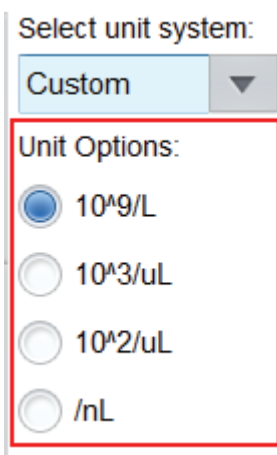 Select unit system:
Custom
Unit Options:
10^9/L
10^3/uL
10^2/uL
/nL